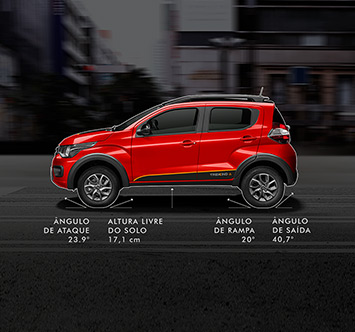 TREKKING
ÂNGULO
DE ATAQUE
23.9°
ALTURA LIVRE
DO SOLO
17,1 cm
ÂNGULO
DE RAMPA
20°
ÂNGULO
DE SAÍDA
40,7°